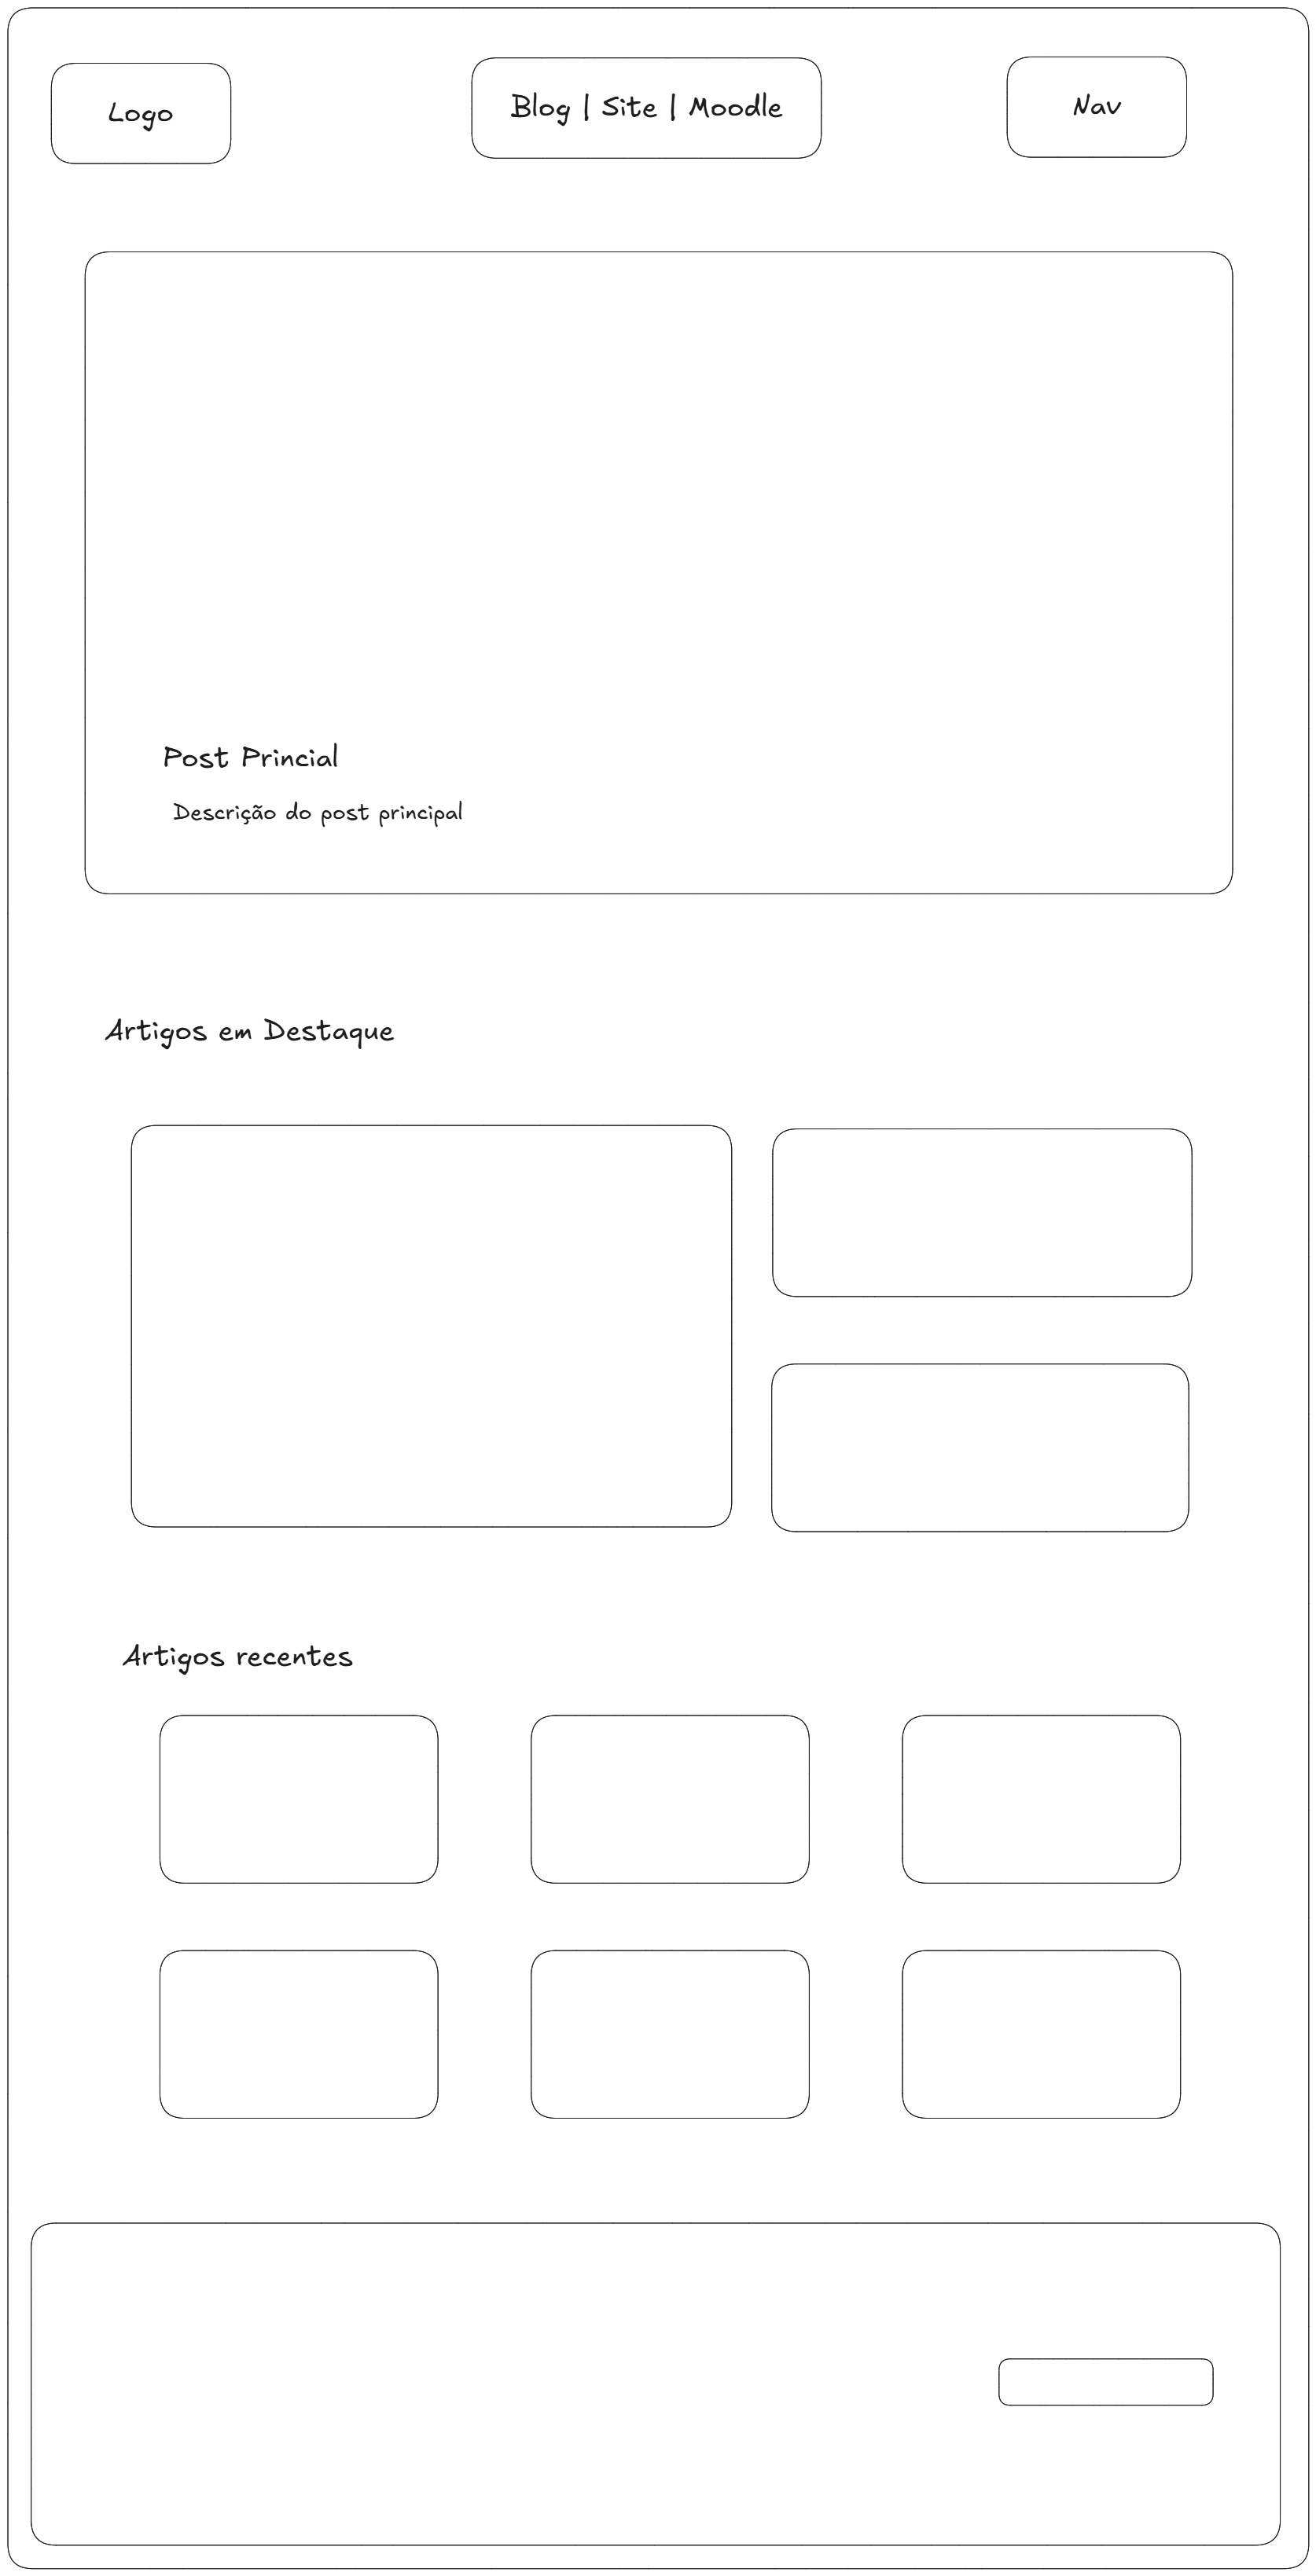 Logo
Blog | Site | Moodle
Nav
Post Princial
Descrição do post principal
Artigos em Destaque
Artigos recentes